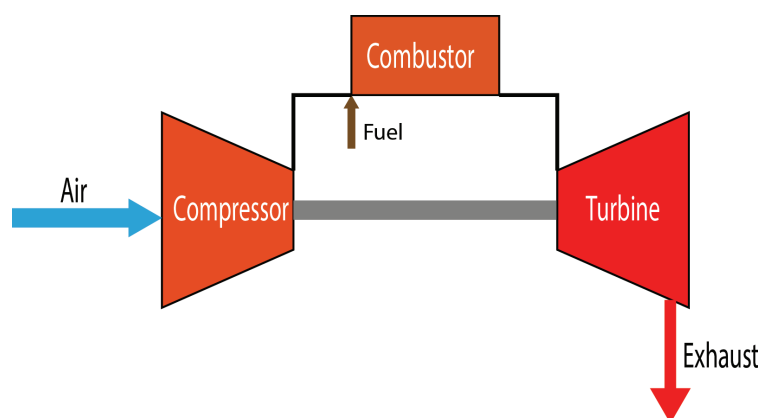 Combustor
Fuel
Air
Compressor
Turbine
Exhaust